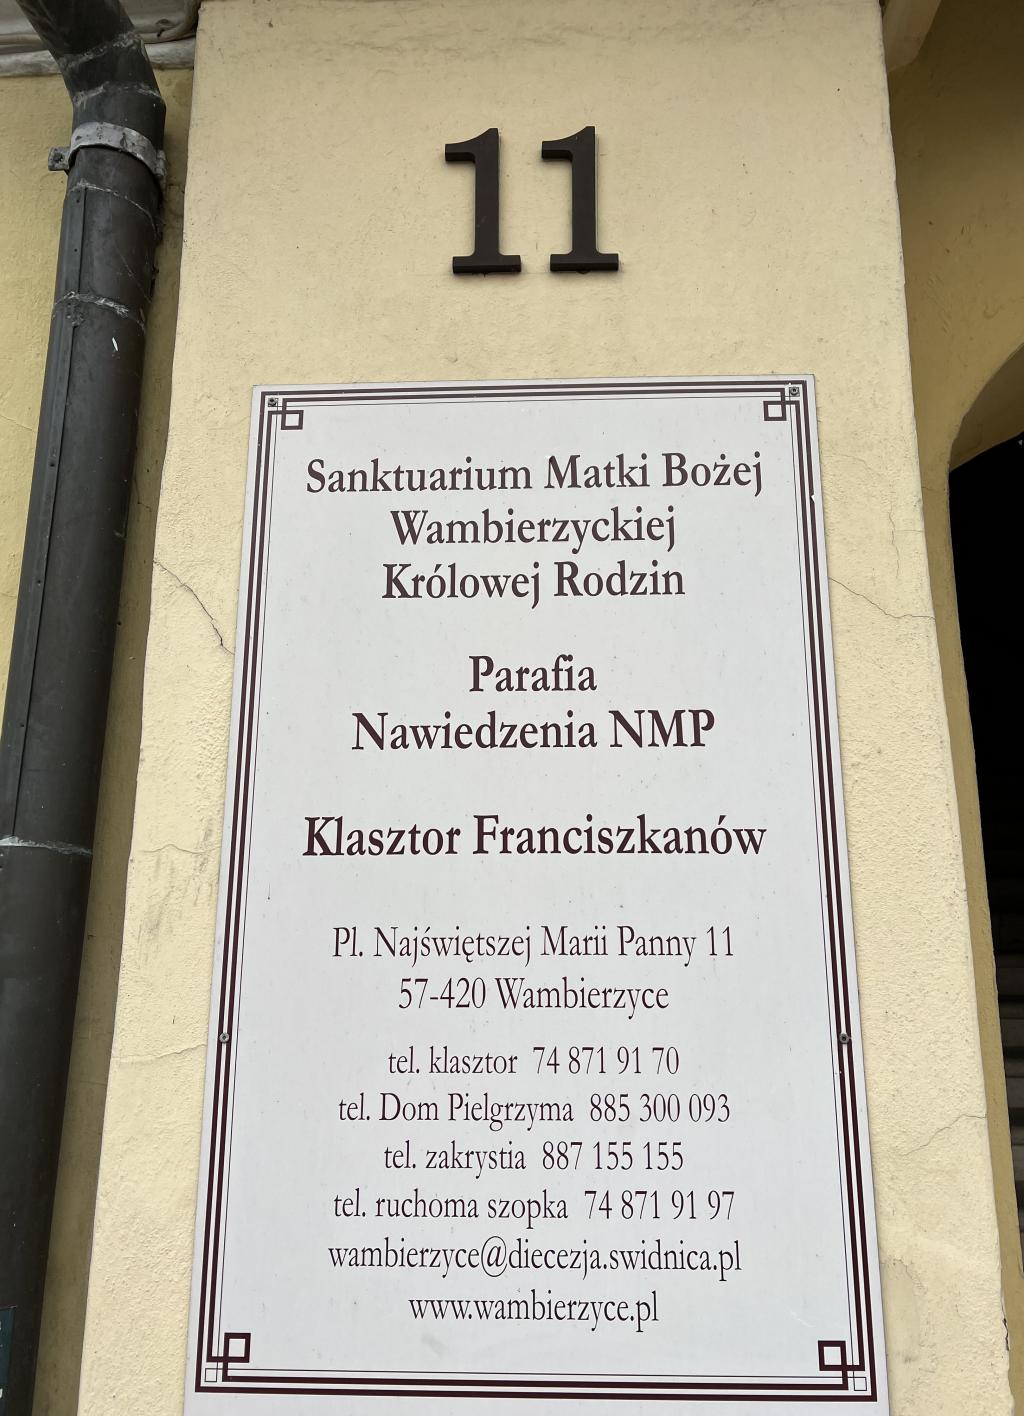 11
Sanktuarium Matki Bożej
Wambierzyckiej
Królowej Rodzin
Parafia
Nawiedzenia NMP
Klasztor Franciszkanów
Pl. Najświętszej Marii Panny 11
57-420 Wambierzyce
tel. klasztor 74 871 91 70
tel. Dom Pielgrzyma 885 300 093
tel. zakrystia 887 155 155
tel. ruchoma szopka 74 871 91 97
wambierzyce@diecezja.swidnica.pl
www.wambierzyce.pl